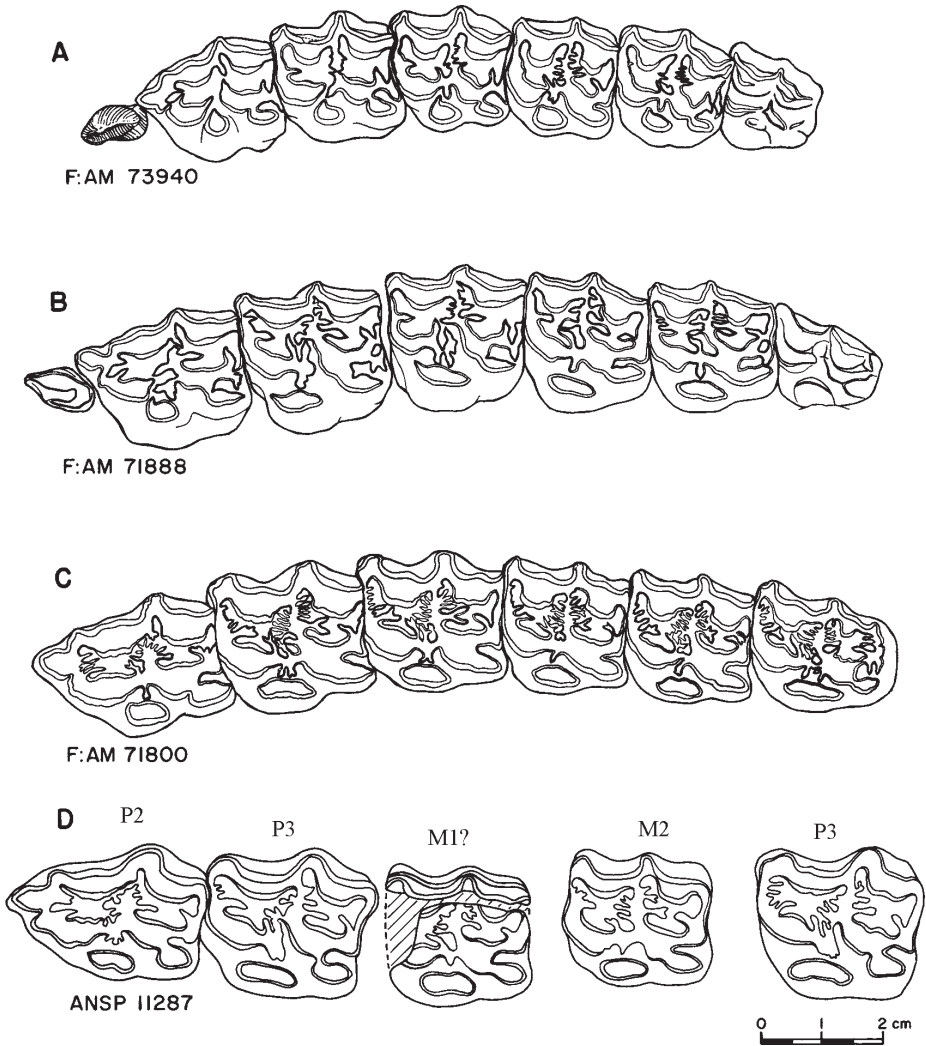 A
F:AM 73940
B
F:AM 71888
C
F:AM 71800
D
P2 P3 M1? M2 P3
ANSP 11287
0 1 2 cm